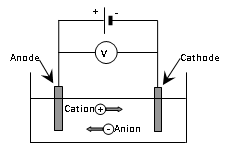 + -
V
Anode Cathode
Cation +
- Anion